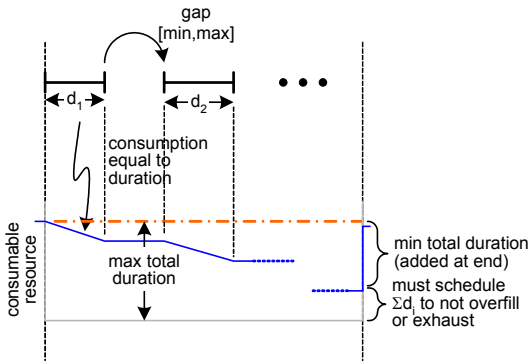 gap
[min,max]
d1
d2
consumption
equal to
duration
consumable
resource
max total
duration
min total duration
(added at end)
must schedule
Σdi to not overfill
or exhaust